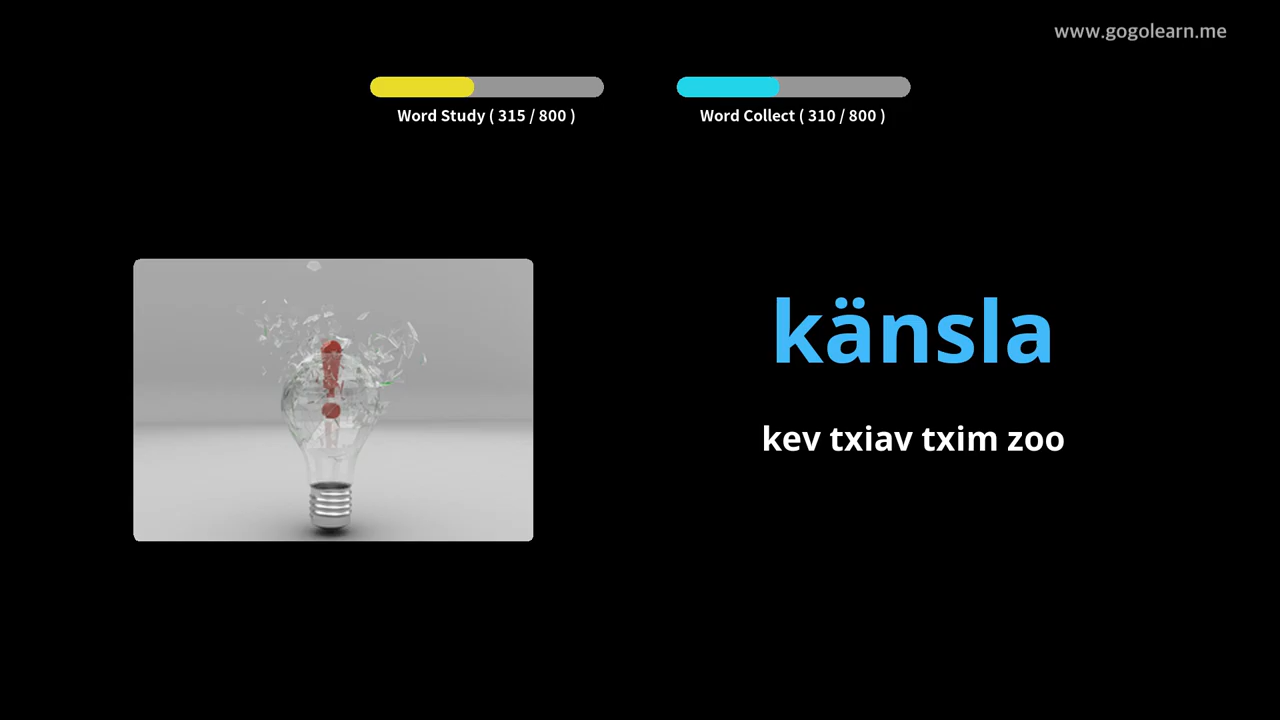 www.gogolearn.me
Word Study ( 315 / 800 )
Word Collect ( 310 / 800 )
känsla
kev txiav txim zoo